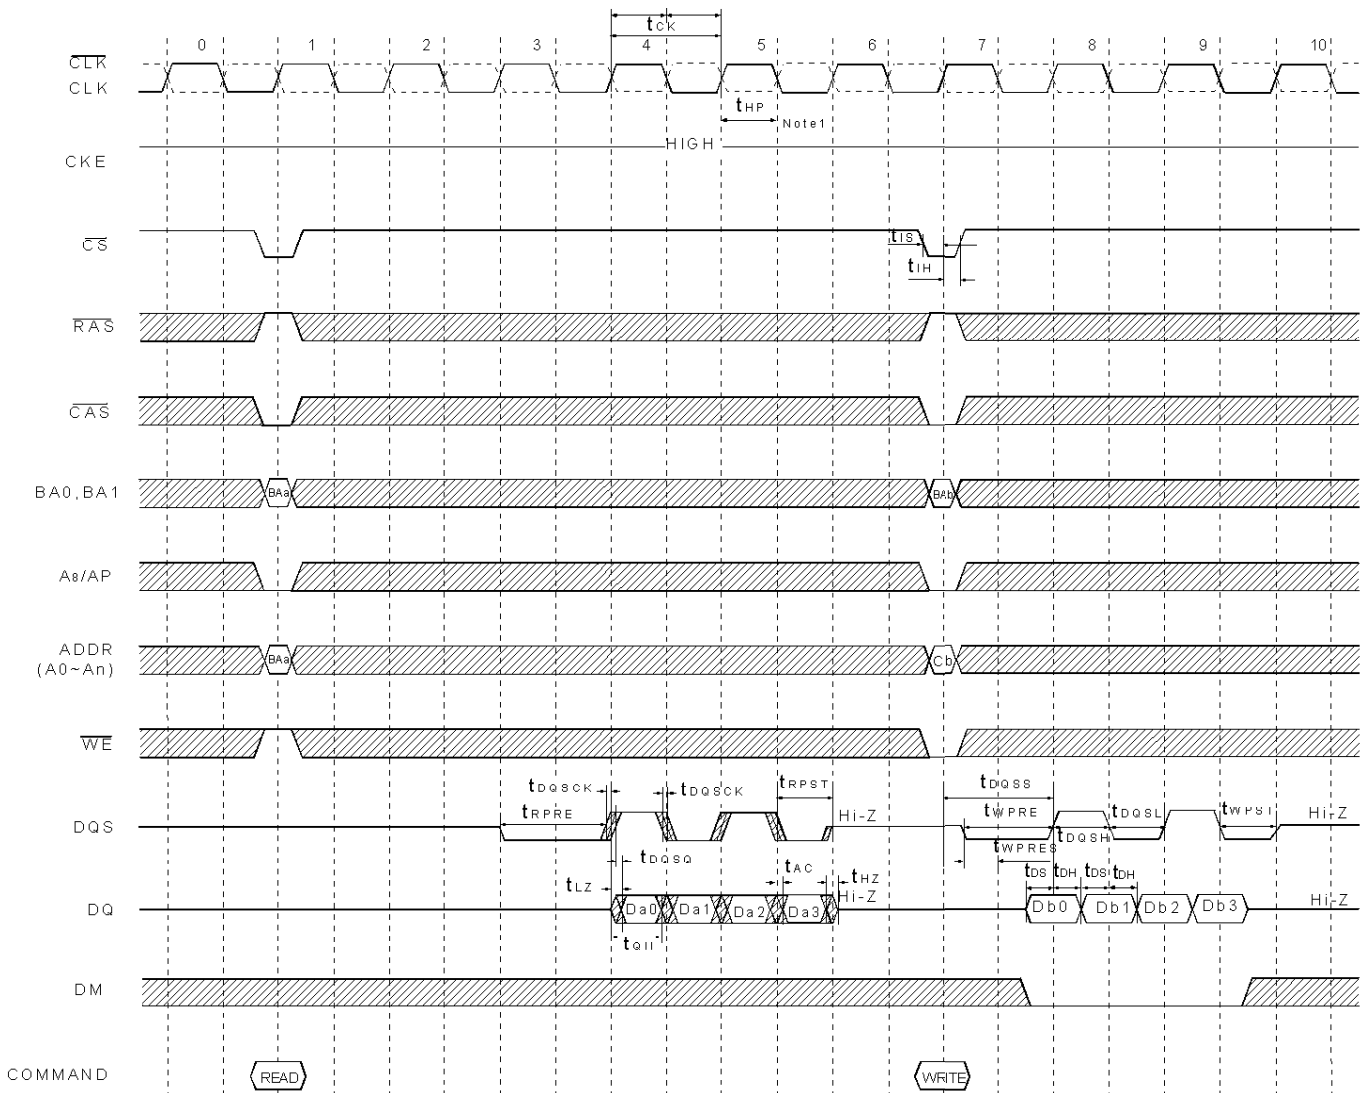 tCK
0 1 2 3 4 5 6 7 8 9 10
CLK
CLK
tHP
Note1
HIGH
CKE
CS
tIS
tIH
RAS
CAS
BA0,BA1
BAa
BAb
A8/AP
ADDR
(A0~An)
BAa
Cb
WE
tDQSCK
tDQSCK
tRPST
tDQSS
tRPRE
tWPRE
tDQSL
tWPST
DQS
Hi-Z
Hi-Z
tDQSH
tDQSQ
tWPRES
tAC
tHZ
tLZ
tDS
tDH
tDS
tDH
DQ
Da0
Da1
Da2
Da3
Hi-Z
Db0
Db1
Db2
Db3
Hi-Z
DM
COMMAND
READ
WRITE